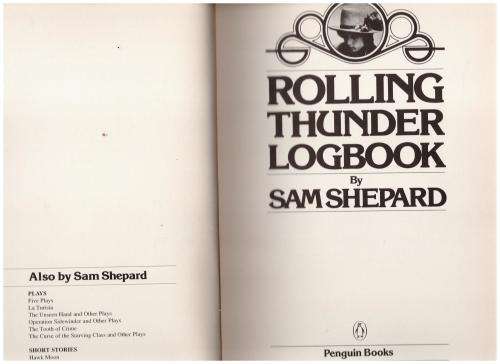 Also by Sam Shepard
PLAYS
Five Plays
La Turista
The Unseen Hand and Other Plays
Operation Sidewinder and Other Plays
The Tooth of Crime
The Curse of the Starving Class and Other Plays
SHORT STORIES
Hawk Moon
ROLLING
THUNDER
LOGBOOK
By
SAM SHEPARD
Penguin Books